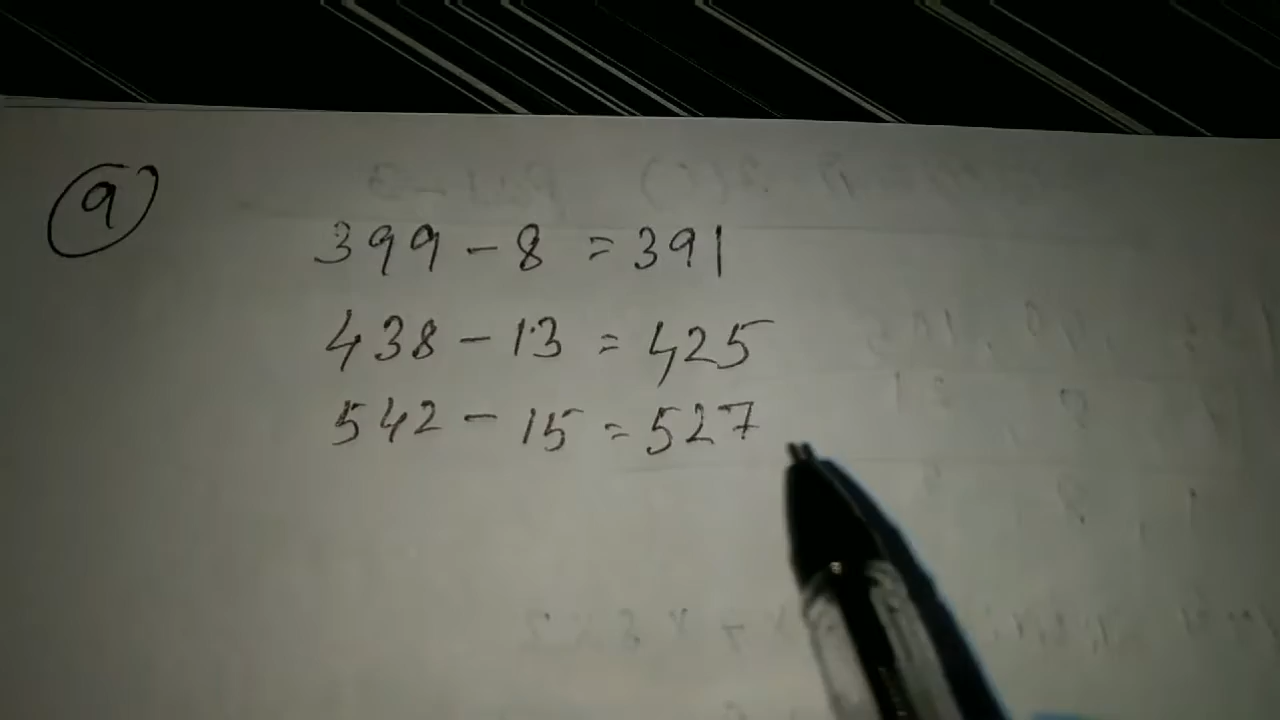 9
399 - 8 = 391
438 - 13 = 425
542 - 15 = 527